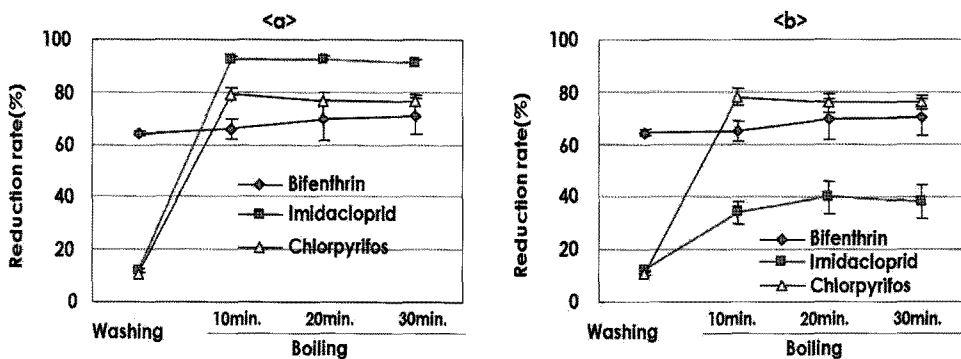 <a>
Reduction rate(%)
100
80
60
40
20
0
Bifenthrin
Imidacloprid
Chlorpyrifos
Washing
10min.
20min.
30min.
Boiling
<b>
Reduction rate(%)
100
80
60
40
20
0
Bifenthrin
Imidacloprid
Chlorpyrifos
Washing
10min.
20min.
30min.
Boiling